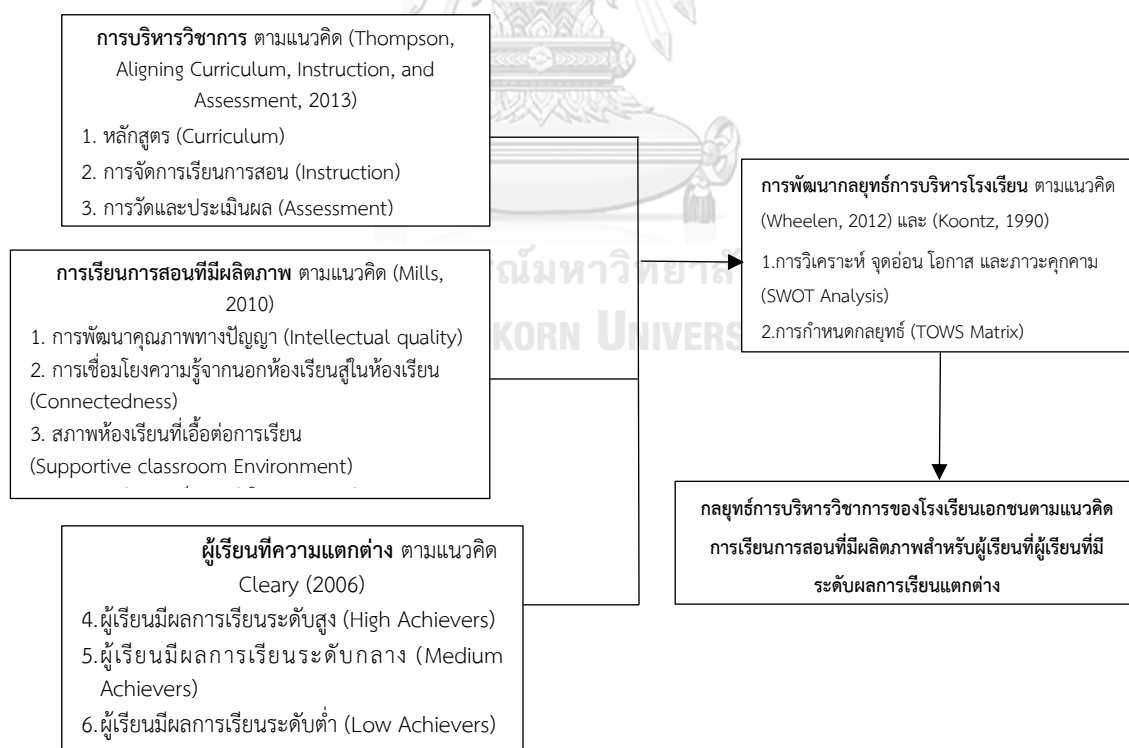 การบริหารวิชาการ ตามแนวคิด (Thompson,
Aligning Curriculum, Instruction, and
Assessment, 2013)
1. หลักสูตร (Curriculum)
2. การจัดการเรียนการสอน (Instruction)
3. การวัดและประเมินผล (Assessment)
การเรียนการสอนที่มีผลิตภาพ ตามแนวคิด (Mills,
2010)
1. การพัฒนาคุณภาพทางปัญญา (Intellectual quality)
2. การเชื่อมโยงความรู้จากนอกห้องเรียนสู่ในห้องเรียน
(Connectedness)
3. สภาพห้องเรียนที่เอื้อต่อการเรียน
(Supportive classroom Environment)
ผู้เรียนที่ความแตกต่าง ตามแนวคิด
Cleary (2006)
4.ผู้เรียนมีผลการเรียนระดับสูง (High Achievers)
5.ผู้เรียนมีผลการเรียนระดับกลาง (Medium
Achievers)
6.ผู้เรียนมีผลการเรียนระดับต่ำ (Low Achievers)
การพัฒนากลยุทธ์การบริหารโรงเรียน ตามแนวคิด
(Wheelen, 2012) และ (Koontz, 1990)
1.การวิเคราะห์ จุดอ่อน โอกาส และภาวะคุกคาม
(SWOT Analysis)
2.การกำหนดกลยุทธ์ (TOWS Matrix)
กลยุทธ์การบริหารวิชาการของโรงเรียนเอกชนตามแนวคิด
การเรียนการสอนที่มีผลิตภาพสำหรับผู้เรียนที่ผู้เรียนที่มี
ระดับผลการเรียนแตกต่าง
ณ์มหาวิทยาลั
KORN UNIVERS